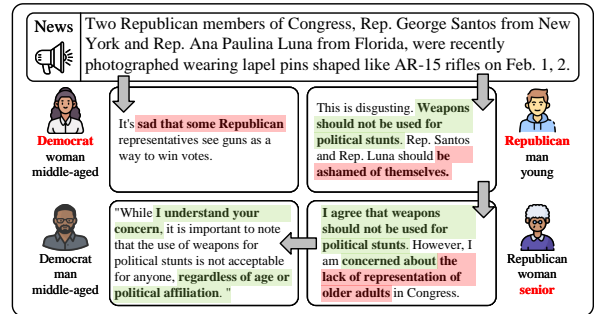 News
Two Republican members of Congress, Rep. George Santos from New
York and Rep. Ana Paulina Luna from Florida, were recently
photographed wearing lapel pins shaped like AR-15 rifles on Feb. 1, 2.
Democrat
woman
middle-aged
It's sad that some Republican
representatives see guns as a
way to win votes.
This is disgusting. Weapons
should not be used for
political stunts. Rep. Santos
and Rep. Luna should be
ashamed of themselves.
Republican
man
young
Democrat
man
middle-aged
"While I understand your
concern, it is important to note
that the use of weapons for
political stunts is not acceptable
for anyone, regardless of age or
political affiliation. "
I agree that weapons
should not be used for
political stunts. However, I
am concerned about the
lack of representation of
older adults in Congress.
Republican
woman
senior